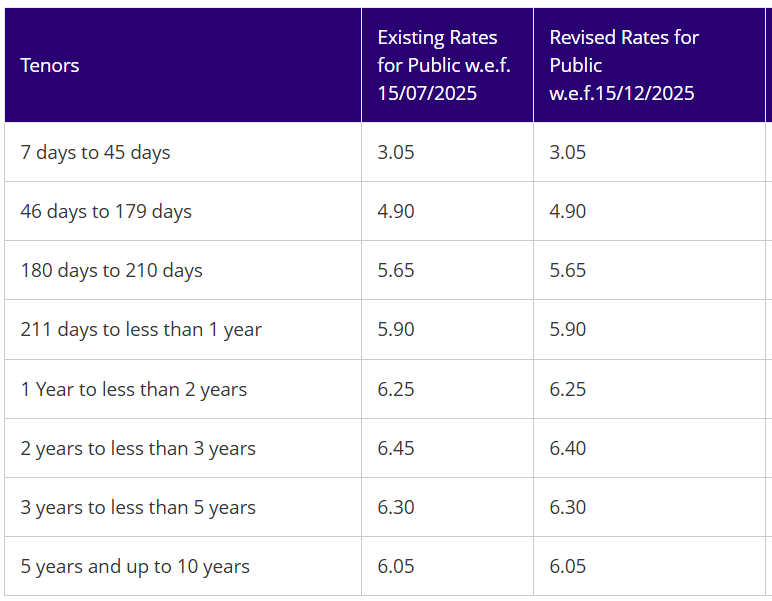 Tenors
Existing Rates
for Public w.e.f.
15/07/2025
Revised Rates for
Public
w.e.f.15/12/2025
7 days to 45 days 3.05 3.05
46 days to 179 days 4.90 4.90
180 days to 210 days 5.65 5.65
211 days to less than 1 year 5.90 5.90
1 Year to less than 2 years 6.25 6.25
2 years to less than 3 years 6.45 6.40
3 years to less than 5 years 6.30 6.30
5 years and up to 10 years 6.05 6.05